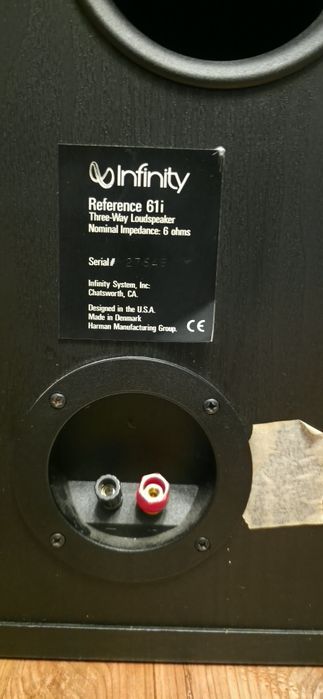 Infinity
Reference 61i
Three-Way Loudspeaker
Nominal Impedance: 6 ohms
Serial#
Infinity System, Inc:
Chatsworth, CA.
Designed in the U.S.A.
Made in Denmark
Harman Manufacturing Group. CE